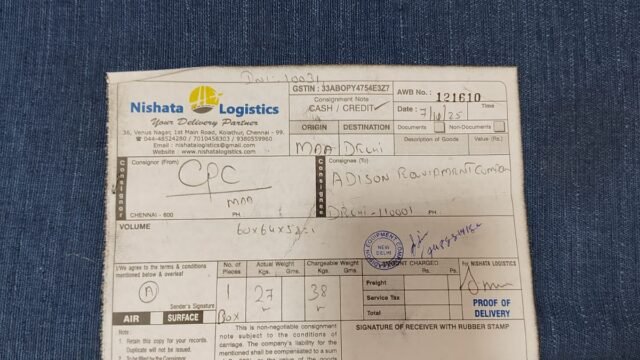 Nishata Logistics
Your Delivery Partner
36, Venus Nagar, 1st Main Road, Kolathur, Chennai - 99.
☎ 044-48524280 / 7010458303 / 9380559960
Email : nishatalogistics@gmail.com
Website : www.nishatalogistics.com
GSTIN : 33ABOPY4754E3Z7
Consignment Note
CASH / CREDIT
AWB No. : 121610
Date : 7/10/25
Time
ORIGIN DESTINATION
MAA DELHI
Documents Non-Documents
Description of Goods Value (Rs.)
Consignor
Consignor (From)
CPC
MAA
CHENNAI - 600 PH.
Consignee
Consignee (To)
ADISON
DELHI-110001 PH.
VOLUME
NEW DELHI
I/We agree to the terms & conditions mentioned below & overleaf
A
Sender's Signature
AIR SURFACE
No. of Pieces
1
BOX
Actual Weight
Kgs. Gms.
27
Chargeable Weight
Kgs. Gms.
38
AMOUNT CHARGED
Rs. Ps. Rs.
Freight
Service Tax
Total
For NISHATA LOGISTICS
PROOF OF DELIVERY
Note :
1. Retain this copy for your records.
Duplicate will not be issued.
This is non-negotiable consignment
note subject to the conditions of
carriage. The company's liability for the
mentioned shall be compensated to a sum
SIGNATURE OF RECEIVER WITH RUBBER STAMP